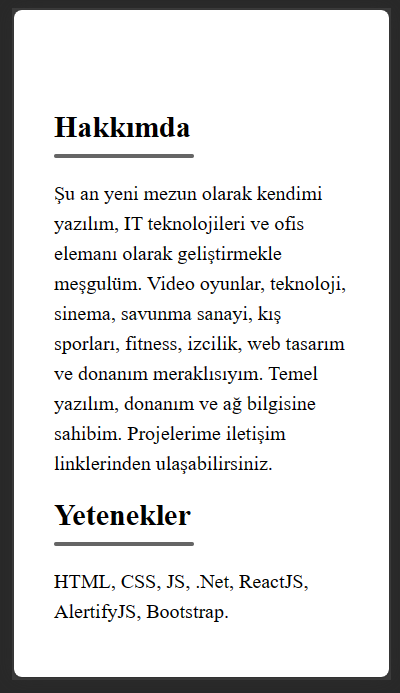 Hakkımda
Şu an yeni mezun olarak kendimi
yazılım, IT teknolojileri ve ofis
elemanı olarak geliştirmekle
meşgulüm. Video oyunlar, teknoloji,
sinema, savunma sanayi, kış
sporları, fitness, izcilik, web tasarım
ve donanım meraklısıyım. Temel
yazılım, donanım ve ağ bilgisine
sahibim. Projelerime iletişim
linklerinden ulaşabilirsiniz.
Yetenekler
HTML, CSS, JS, .Net, ReactJS,
AlertifyJS, Bootstrap.